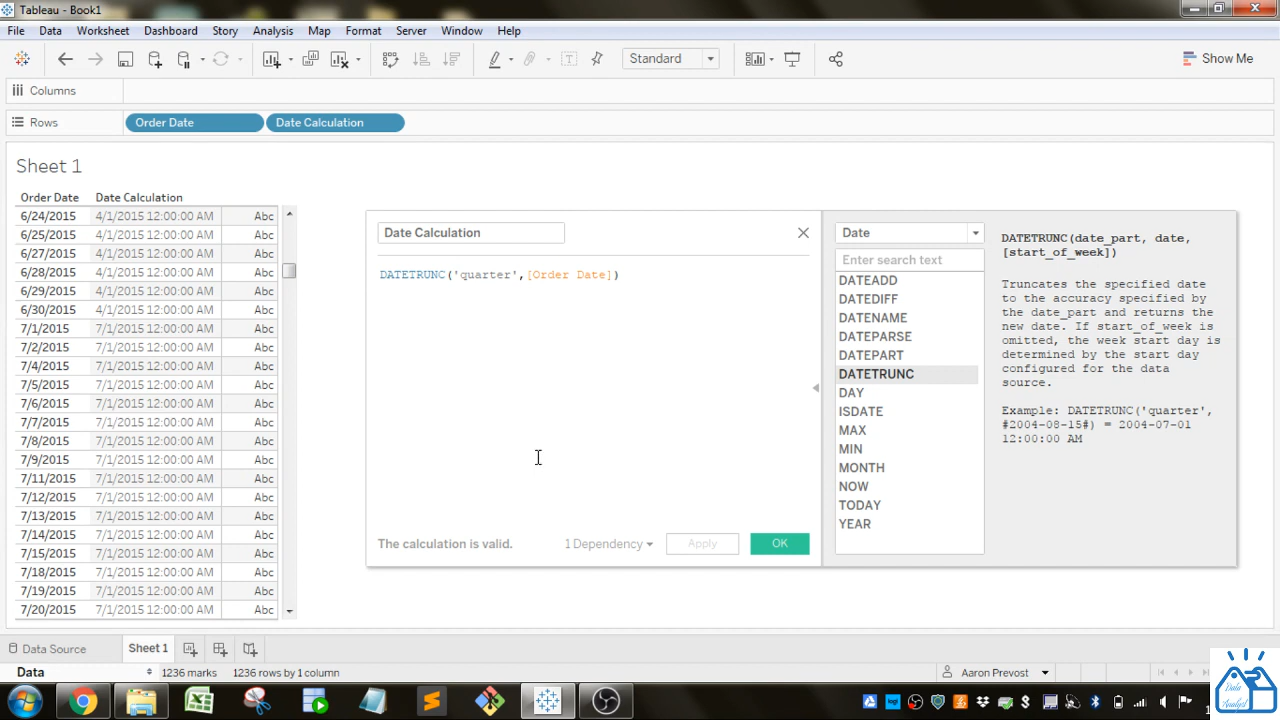 Tableau - Book1
File Data Worksheet Dashboard Story Analysis Map Format Server Window Help
Standard
Show Me
Columns
Rows Order Date Date Calculation
Sheet 1
Order Date Date Calculation
6/24/2015 4/1/2015 12:00:00 AM Abc
6/25/2015 4/1/2015 12:00:00 AM Abc
6/27/2015 4/1/2015 12:00:00 AM Abc
6/28/2015 4/1/2015 12:00:00 AM Abc
6/29/2015 4/1/2015 12:00:00 AM Abc
6/30/2015 4/1/2015 12:00:00 AM Abc
7/1/2015 7/1/2015 12:00:00 AM Abc
7/2/2015 7/1/2015 12:00:00 AM Abc
7/4/2015 7/1/2015 12:00:00 AM Abc
7/5/2015 7/1/2015 12:00:00 AM Abc
7/6/2015 7/1/2015 12:00:00 AM Abc
7/7/2015 7/1/2015 12:00:00 AM Abc
7/8/2015 7/1/2015 12:00:00 AM Abc
7/9/2015 7/1/2015 12:00:00 AM Abc
7/11/2015 7/1/2015 12:00:00 AM Abc
7/12/2015 7/1/2015 12:00:00 AM Abc
7/13/2015 7/1/2015 12:00:00 AM Abc
7/14/2015 7/1/2015 12:00:00 AM Abc
7/15/2015 7/1/2015 12:00:00 AM Abc
7/18/2015 7/1/2015 12:00:00 AM Abc
7/19/2015 7/1/2015 12:00:00 AM Abc
7/20/2015 7/1/2015 12:00:00 AM Abc
Date Calculation
DATETRUNC('quarter',[Order Date])
The calculation is valid.
1 Dependency
Apply
OK
Date
Enter search text
DATEADD
DATEDIFF
DATENAME
DATEPARSE
DATEPART
DATETRUNC
DAY
ISDATE
MAX
MIN
MONTH
NOW
TODAY
YEAR
DATETRUNC(date_part, date,
[start_of_week])
Truncates the specified date
to the accuracy specified by
the date_part and returns the
new date. If start_of_week is
omitted, the week start day is
determined by the start day
configured for the data
source.
Example: DATETRUNC('quarter',
#2004-08-15#) = 2004-07-01
12:00:00 AM
Data Source Sheet 1
Data 1236 marks 1236 rows by 1 column Aaron Prevost
Data
Analyst